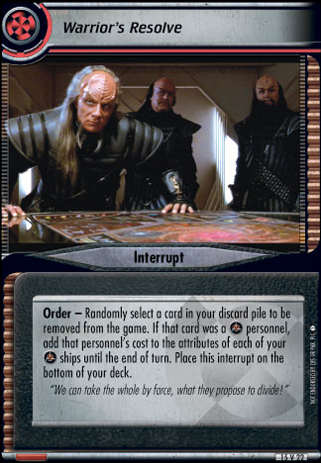 Warrior's Resolve
Interrupt
Order – Randomly select a card in your discard pile to
be removed from the game. If that card was a personnel,
add that personnel's cost to the attributes of each of your
ships until the end of turn. Place this interrupt on the
bottom of your deck.
"We can take the whole by force, what they propose to divide!"
15 V 22